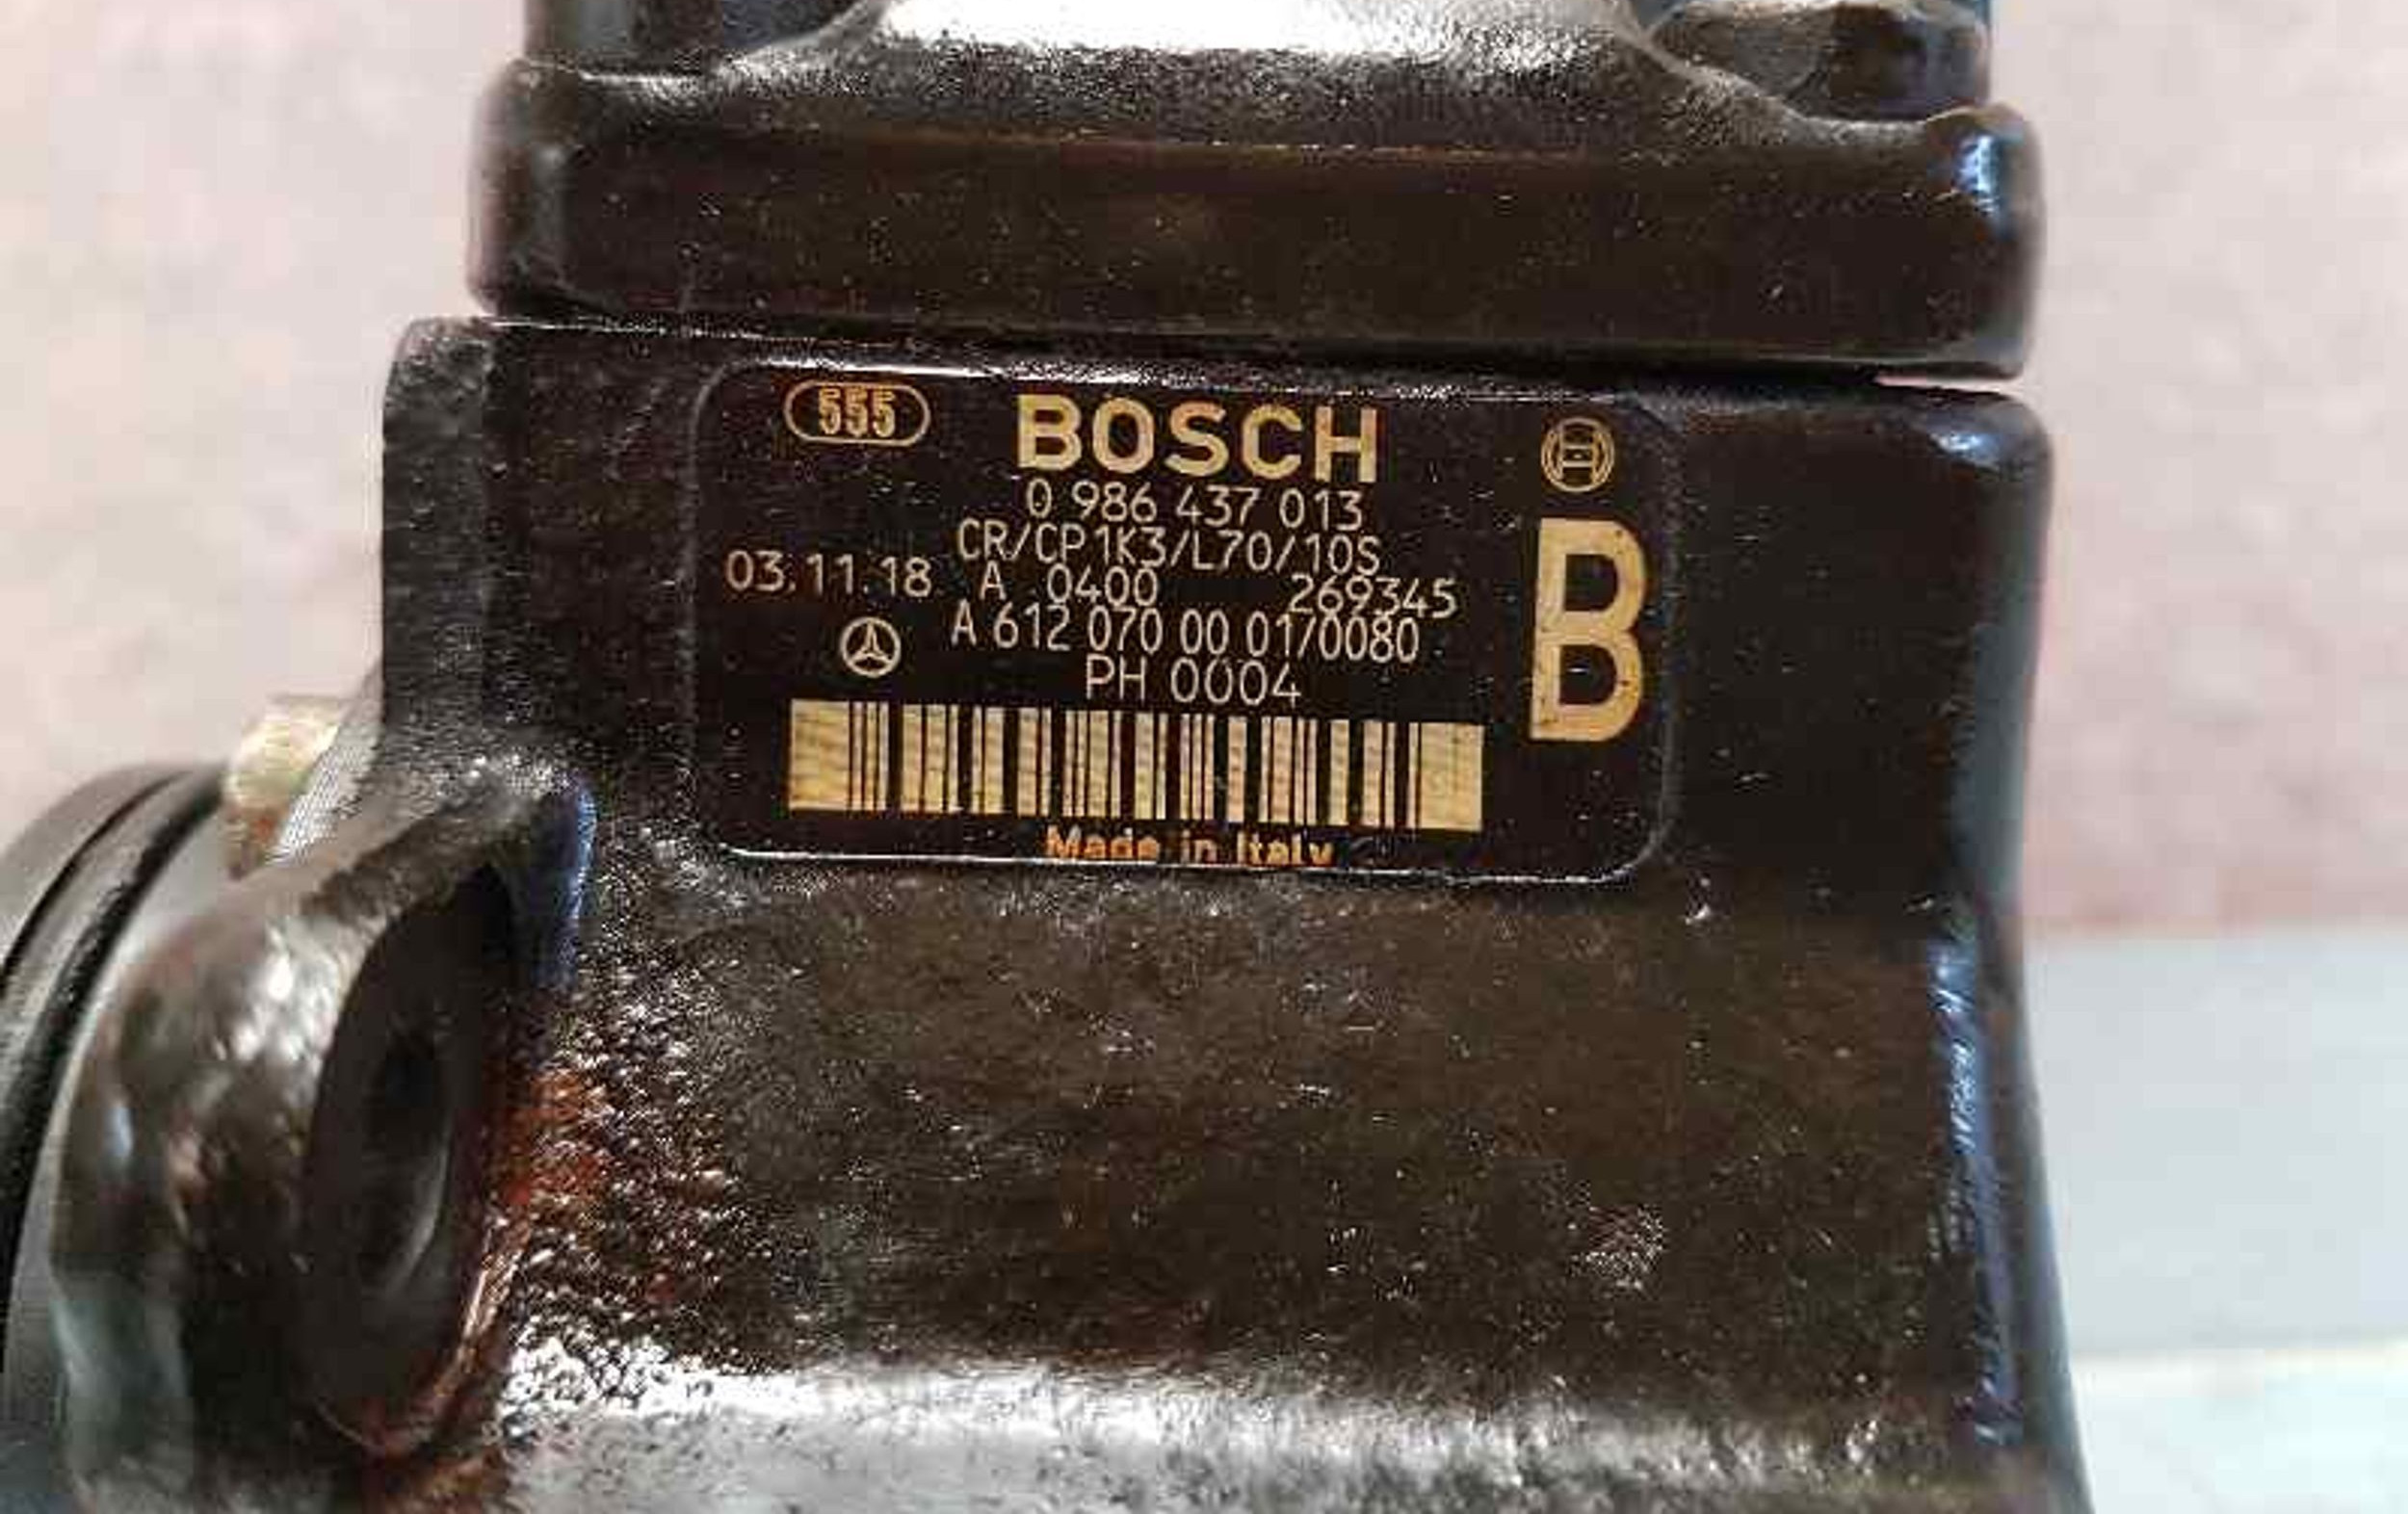 555
BOSCH
0 986 437 013
CR/CP1K3/L70/10S
03.11.18 A 0400 269345
A 612 070 00 01/0080
PH 0004
B
Made in Italy